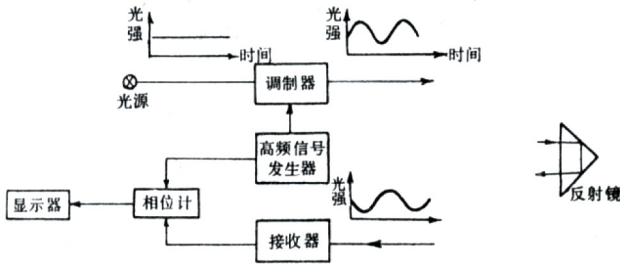 光
强
时间
光
强
时间
光源
调制器
高频信号
发生器
光
强
反射镜
显示器
相位计
接收器